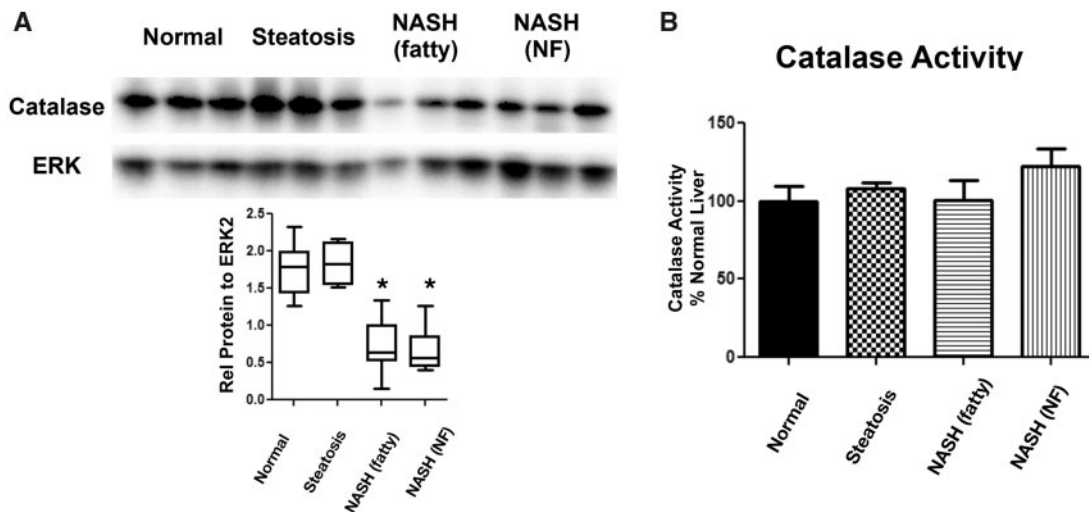 A
Normal Steatosis NASH (fatty) NASH (NF)
Catalase
ERK
Rel Protein to ERK2
2.5
2.0
1.5
1.0
0.5
0.0
* *
Normal
Steatosis
NASH (fatty)
NASH (NF)
B
Catalase Activity
Catalase Activity
% Normal Liver
150
100
50
0
Normal
Steatosis
NASH (fatty)
NASH (NF)